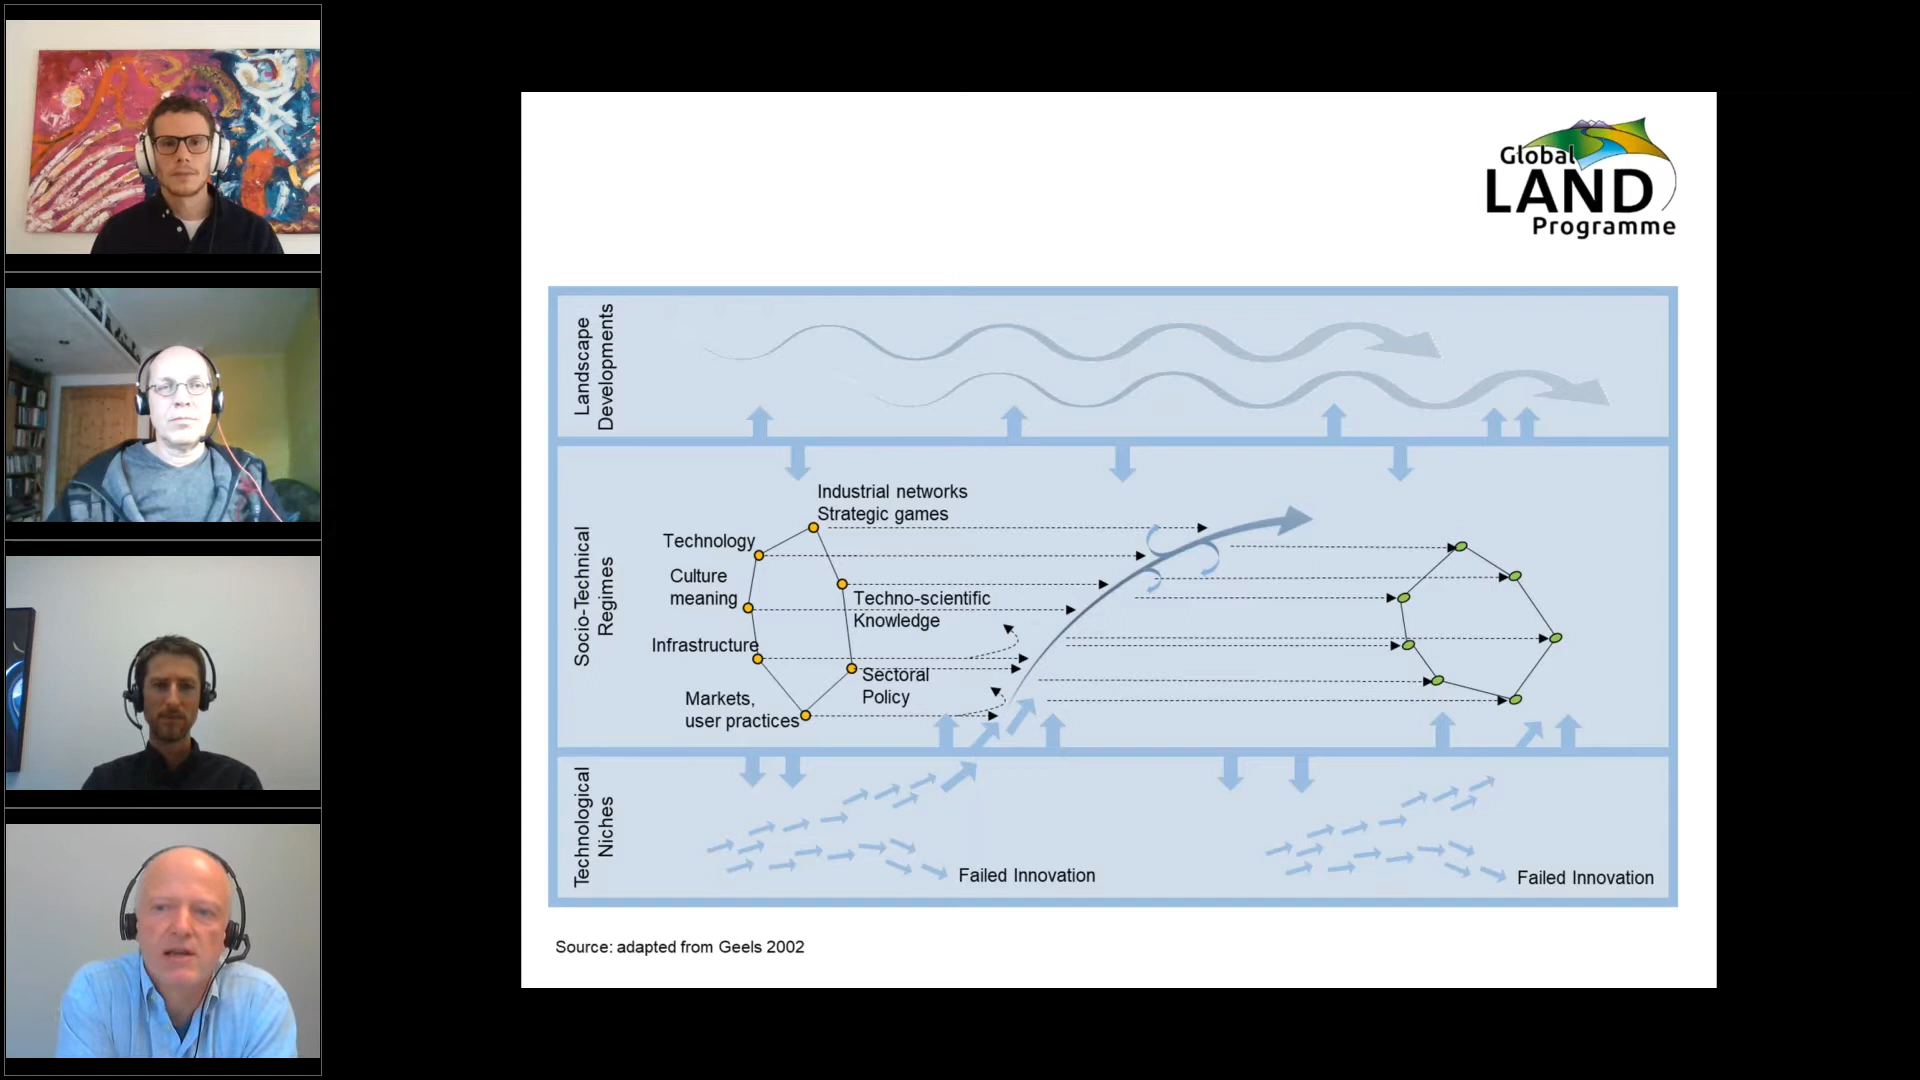 Global
LAND
Programme
Landscape
Developments
Socio-Technical
Regimes
Industrial networks
Strategic games
Technology
Culture
meaning
Techno-scientific
Knowledge
Infrastructure
Sectoral
Policy
Markets,
user practices
Technological
Niches
Failed Innovation
Failed Innovation
Source: adapted from Geels 2002